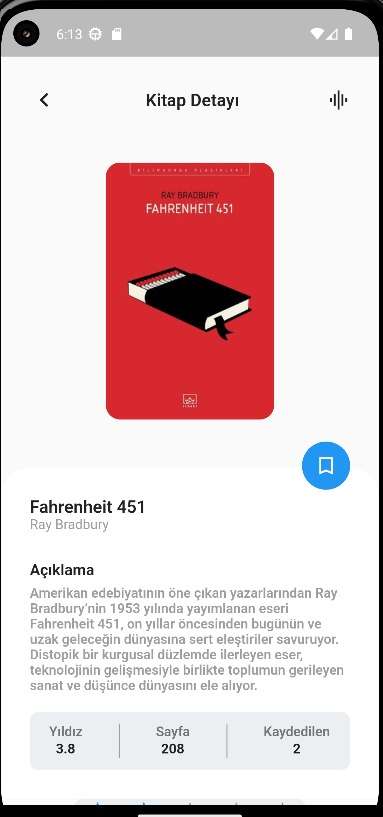 6:13
Kitap Detayı
BİLİMKURGU KLASİKLERİ
RAY BRADBURY
FAHRENHEIT 451
Fahrenheit 451
Ray Bradbury
Açıklama
Amerikan edebiyatının öne çıkan yazarlarından Ray
Bradbury'nin 1953 yılında yayımlanan eseri
Fahrenheit 451, on yıllar öncesinden bugünün ve
uzak geleceğin dünyasına sert eleştiriler savuruyor.
Distopik bir kurgusal düzlemde ilerleyen eser,
teknolojinin gelişmesiyle birlikte toplumun gerileyen
sanat ve düşünce dünyasını ele alıyor.
Yıldız Sayfa Kaydedilen
3.8 208 2